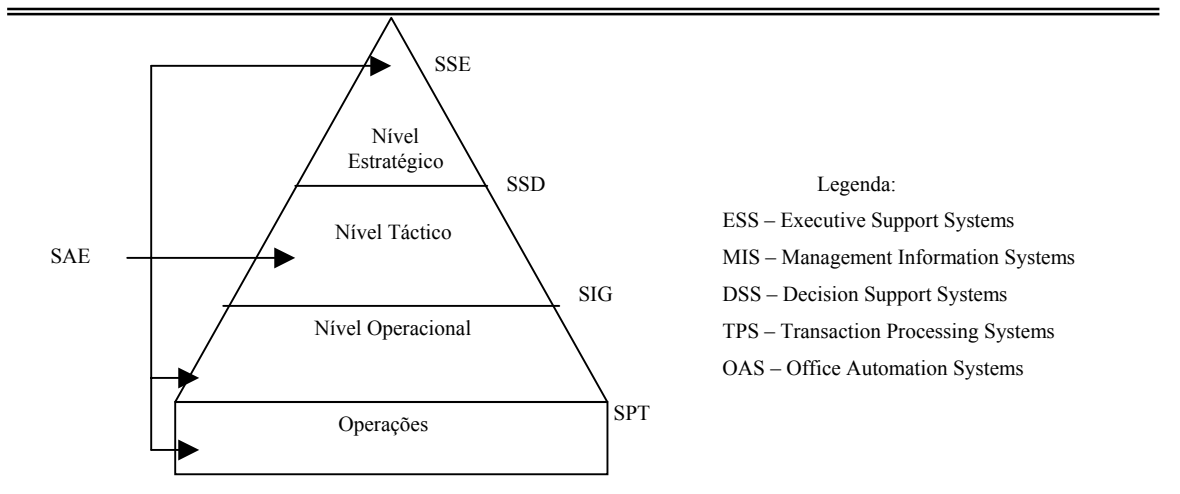 SSE
Nível
Estratégico
SSD
Nível Táctico
SAE
SIG
Nível Operacional
SPT
Operações
Legenda:
ESS – Executive Support Systems
MIS – Management Information Systems
DSS – Decision Support Systems
TPS – Transaction Processing Systems
OAS – Office Automation Systems